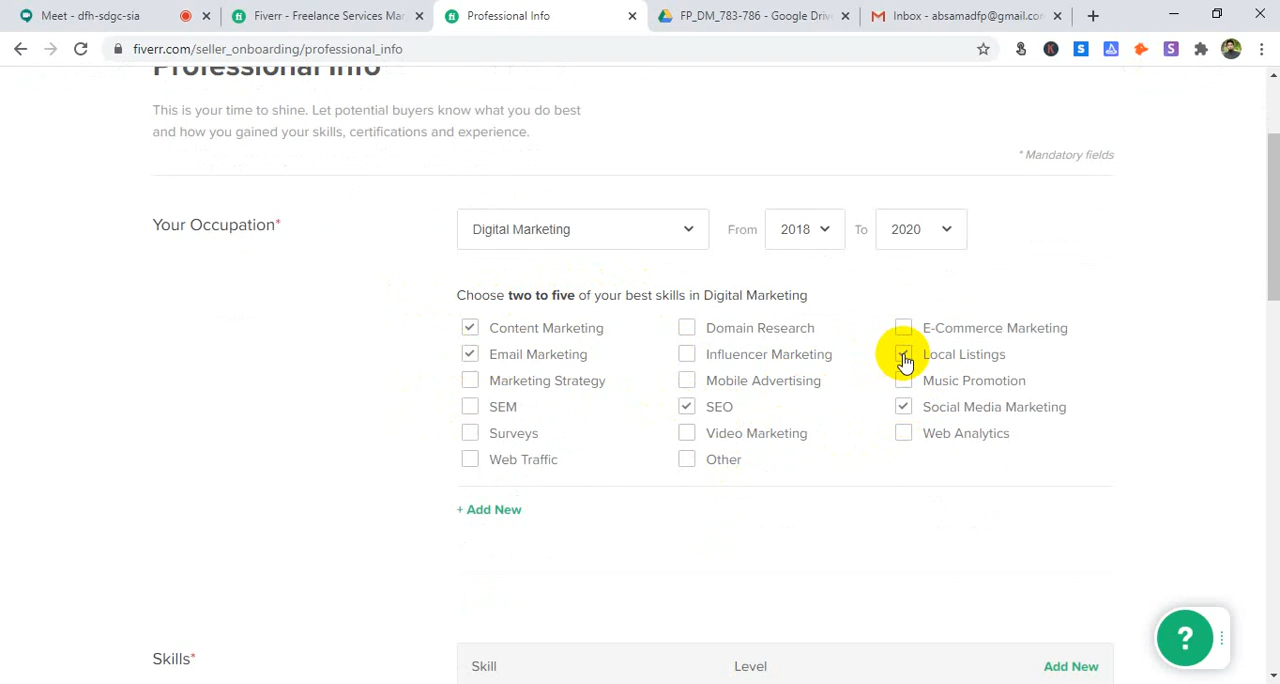 Meet - dfh-sdgc-sia
Fiverr - Freelance Services Mar
Professional Info
FP_DM_783-786 - Google Drive
Inbox - absamadfp@gmail.com
fiverr.com/seller_onboarding/professional_info
Professional Info
This is your time to shine. Let potential buyers know what you do best
and how you gained your skills, certifications and experience.
* Mandatory fields
Your Occupation*
Digital Marketing
From
2018
To
2020
Choose two to five of your best skills in Digital Marketing
Content Marketing
Domain Research
E-Commerce Marketing
Email Marketing
Influencer Marketing
Local Listings
Marketing Strategy
Mobile Advertising
Music Promotion
SEM
SEO
Social Media Marketing
Surveys
Video Marketing
Web Analytics
Web Traffic
Other
+ Add New
Skills*
Skill
Level
Add New
?